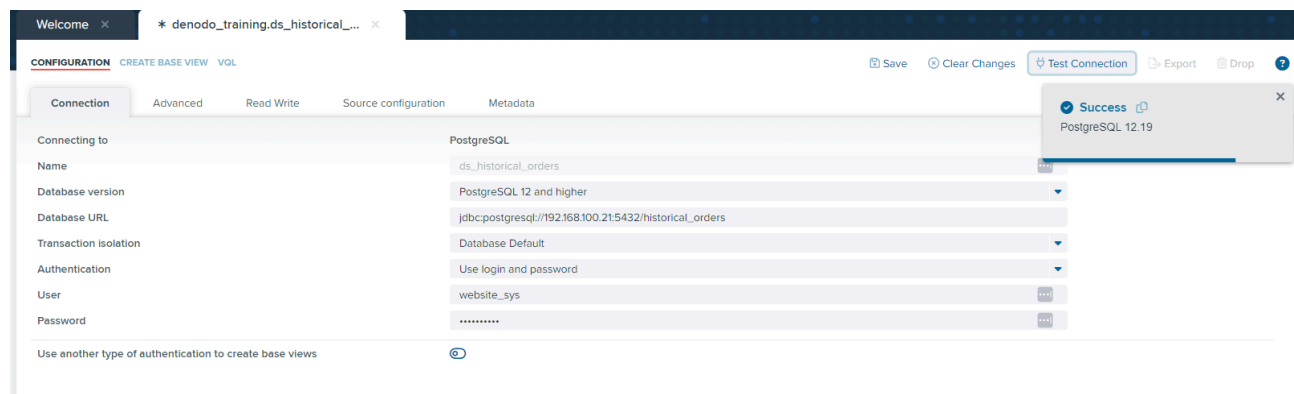 Welcome × * denodo_training.ds_historical_... ×
CONFIGURATION CREATE BASE VIEW VQL Save Clear Changes Test Connection Export Drop ?
Connection Advanced Read Write Source configuration Metadata
Success ×
PostgreSQL 12.19
Connecting to PostgreSQL
Name ds_historical_orders
Database version PostgreSQL 12 and higher
Database URL jdbc:postgresql://192.168.100.21:5432/historical_orders
Transaction isolation Database Default
Authentication Use login and password
User website_sys
Password ••••••••••
Use another type of authentication to create base views